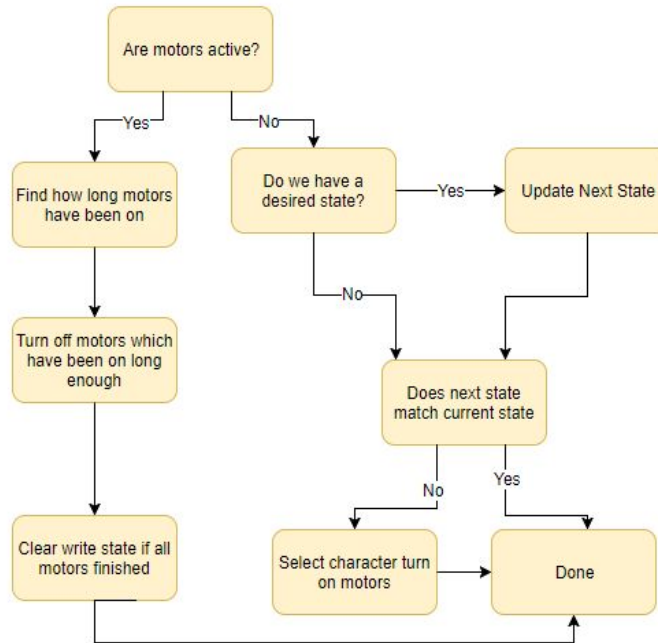 Are motors active?
Yes
No
Find how long motors
have been on
Do we have a
desired state?
Yes
Update Next State
No
Turn off motors which
have been on long
enough
Does next state
match current state
No
Yes
Clear write state if all
motors finished
Select character turn
on motors
Done